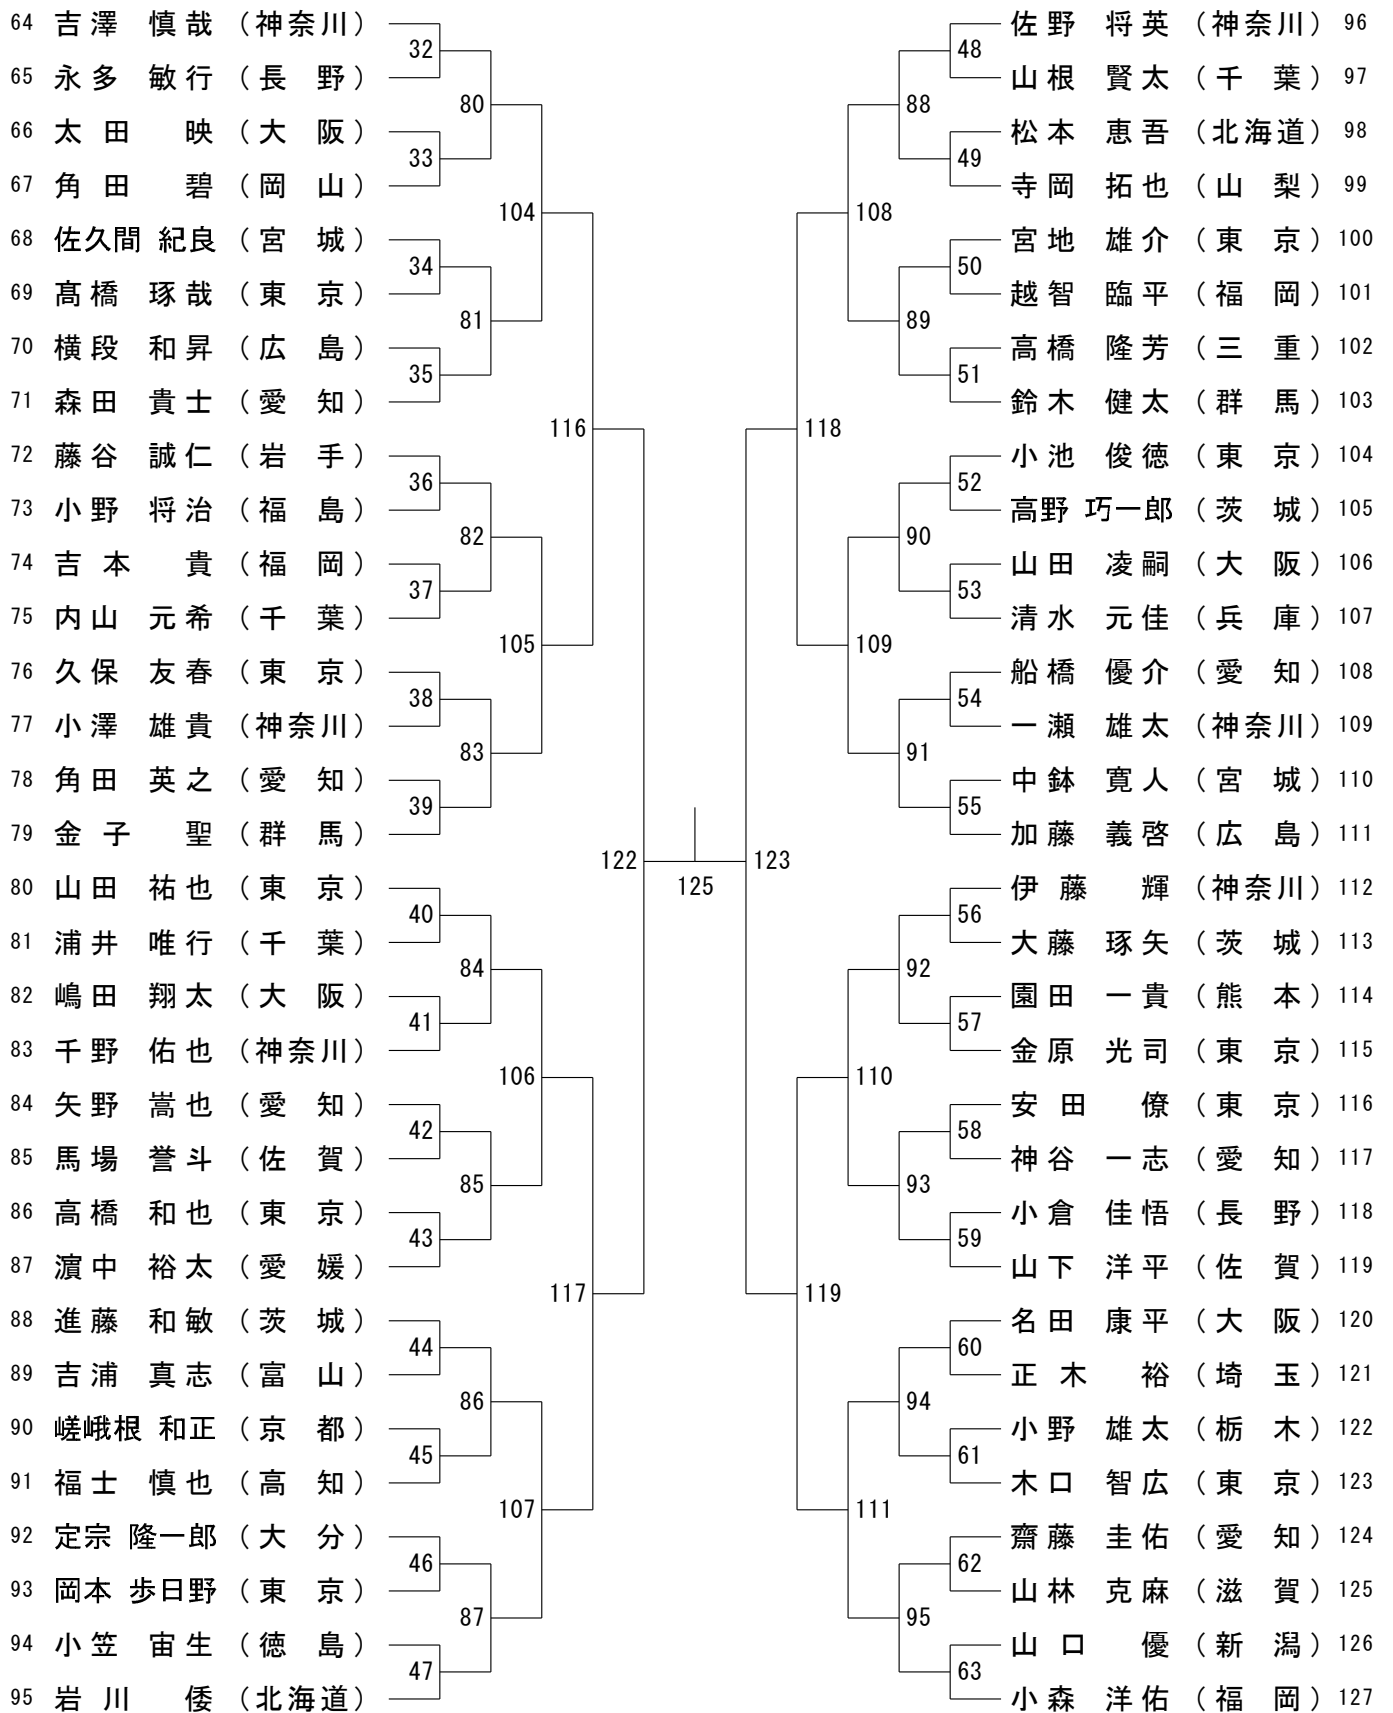 64 吉澤 慎哉 (神奈川)
65 永多 敏行 (長 野)
66 太田 映 (大 阪)
67 角田 碧 (岡 山)
68 佐久間 紀良 (宮 城)
69 髙橋 琢哉 (東 京)
70 横段 和昇 (広 島)
71 森田 貴士 (愛 知)
72 藤谷 誠仁 (岩 手)
73 小野 将治 (福 島)
74 吉本 貴 (福 岡)
75 内山 元希 (千 葉)
76 久保 友春 (東 京)
77 小澤 雄貴 (神奈川)
78 角田 英之 (愛 知)
79 金子 聖 (群 馬)
80 山田 祐也 (東 京)
81 浦井 唯行 (千 葉)
82 嶋田 翔太 (大 阪)
83 千野 佑也 (神奈川)
84 矢野 嵩也 (愛 知)
85 馬場 誉斗 (佐 賀)
86 高橋 和也 (東 京)
87 濵中 裕太 (愛 媛)
88 進藤 和敏 (茨 城)
89 吉浦 真志 (富 山)
90 嵯峨根 和正 (京 都)
91 福士 慎也 (高 知)
92 定宗 隆一郎 (大 分)
93 岡本 歩日野 (東 京)
94 小笠 宙生 (徳 島)
95 岩川 倭 (北海道)
32
33
34
35
36
37
38
39
40
41
42
43
44
45
46
47
80
81
82
83
84
85
86
87
104
105
106
107
116
117
122
125
123
118
119
108
109
110
111
88
89
90
91
92
93
94
95
48
49
50
51
52
53
54
55
56
57
58
59
60
61
62
63
佐野 将英 (神奈川) 96
山根 賢太 (千 葉) 97
松本 恵吾 (北海道) 98
寺岡 拓也 (山 梨) 99
宮地 雄介 (東 京) 100
越智 臨平 (福 岡) 101
高橋 隆芳 (三 重) 102
鈴木 健太 (群 馬) 103
小池 俊徳 (東 京) 104
高野 巧一郎 (茨 城) 105
山田 凌嗣 (大 阪) 106
清水 元佳 (兵 庫) 107
船橋 優介 (愛 知) 108
一瀬 雄太 (神奈川) 109
中鉢 寛人 (宮 城) 110
加藤 義啓 (広 島) 111
伊藤 輝 (神奈川) 112
大藤 琢矢 (茨 城) 113
園田 一貴 (熊 本) 114
金原 光司 (東 京) 115
安田 僚 (東 京) 116
神谷 一志 (愛 知) 117
小倉 佳悟 (長 野) 118
山下 洋平 (佐 賀) 119
名田 康平 (大 阪) 120
正木 裕 (埼 玉) 121
小野 雄太 (栃 木) 122
木口 智広 (東 京) 123
齋藤 圭佑 (愛 知) 124
山林 克麻 (滋 賀) 125
山口 優 (新 潟) 126
小森 洋佑 (福 岡) 127